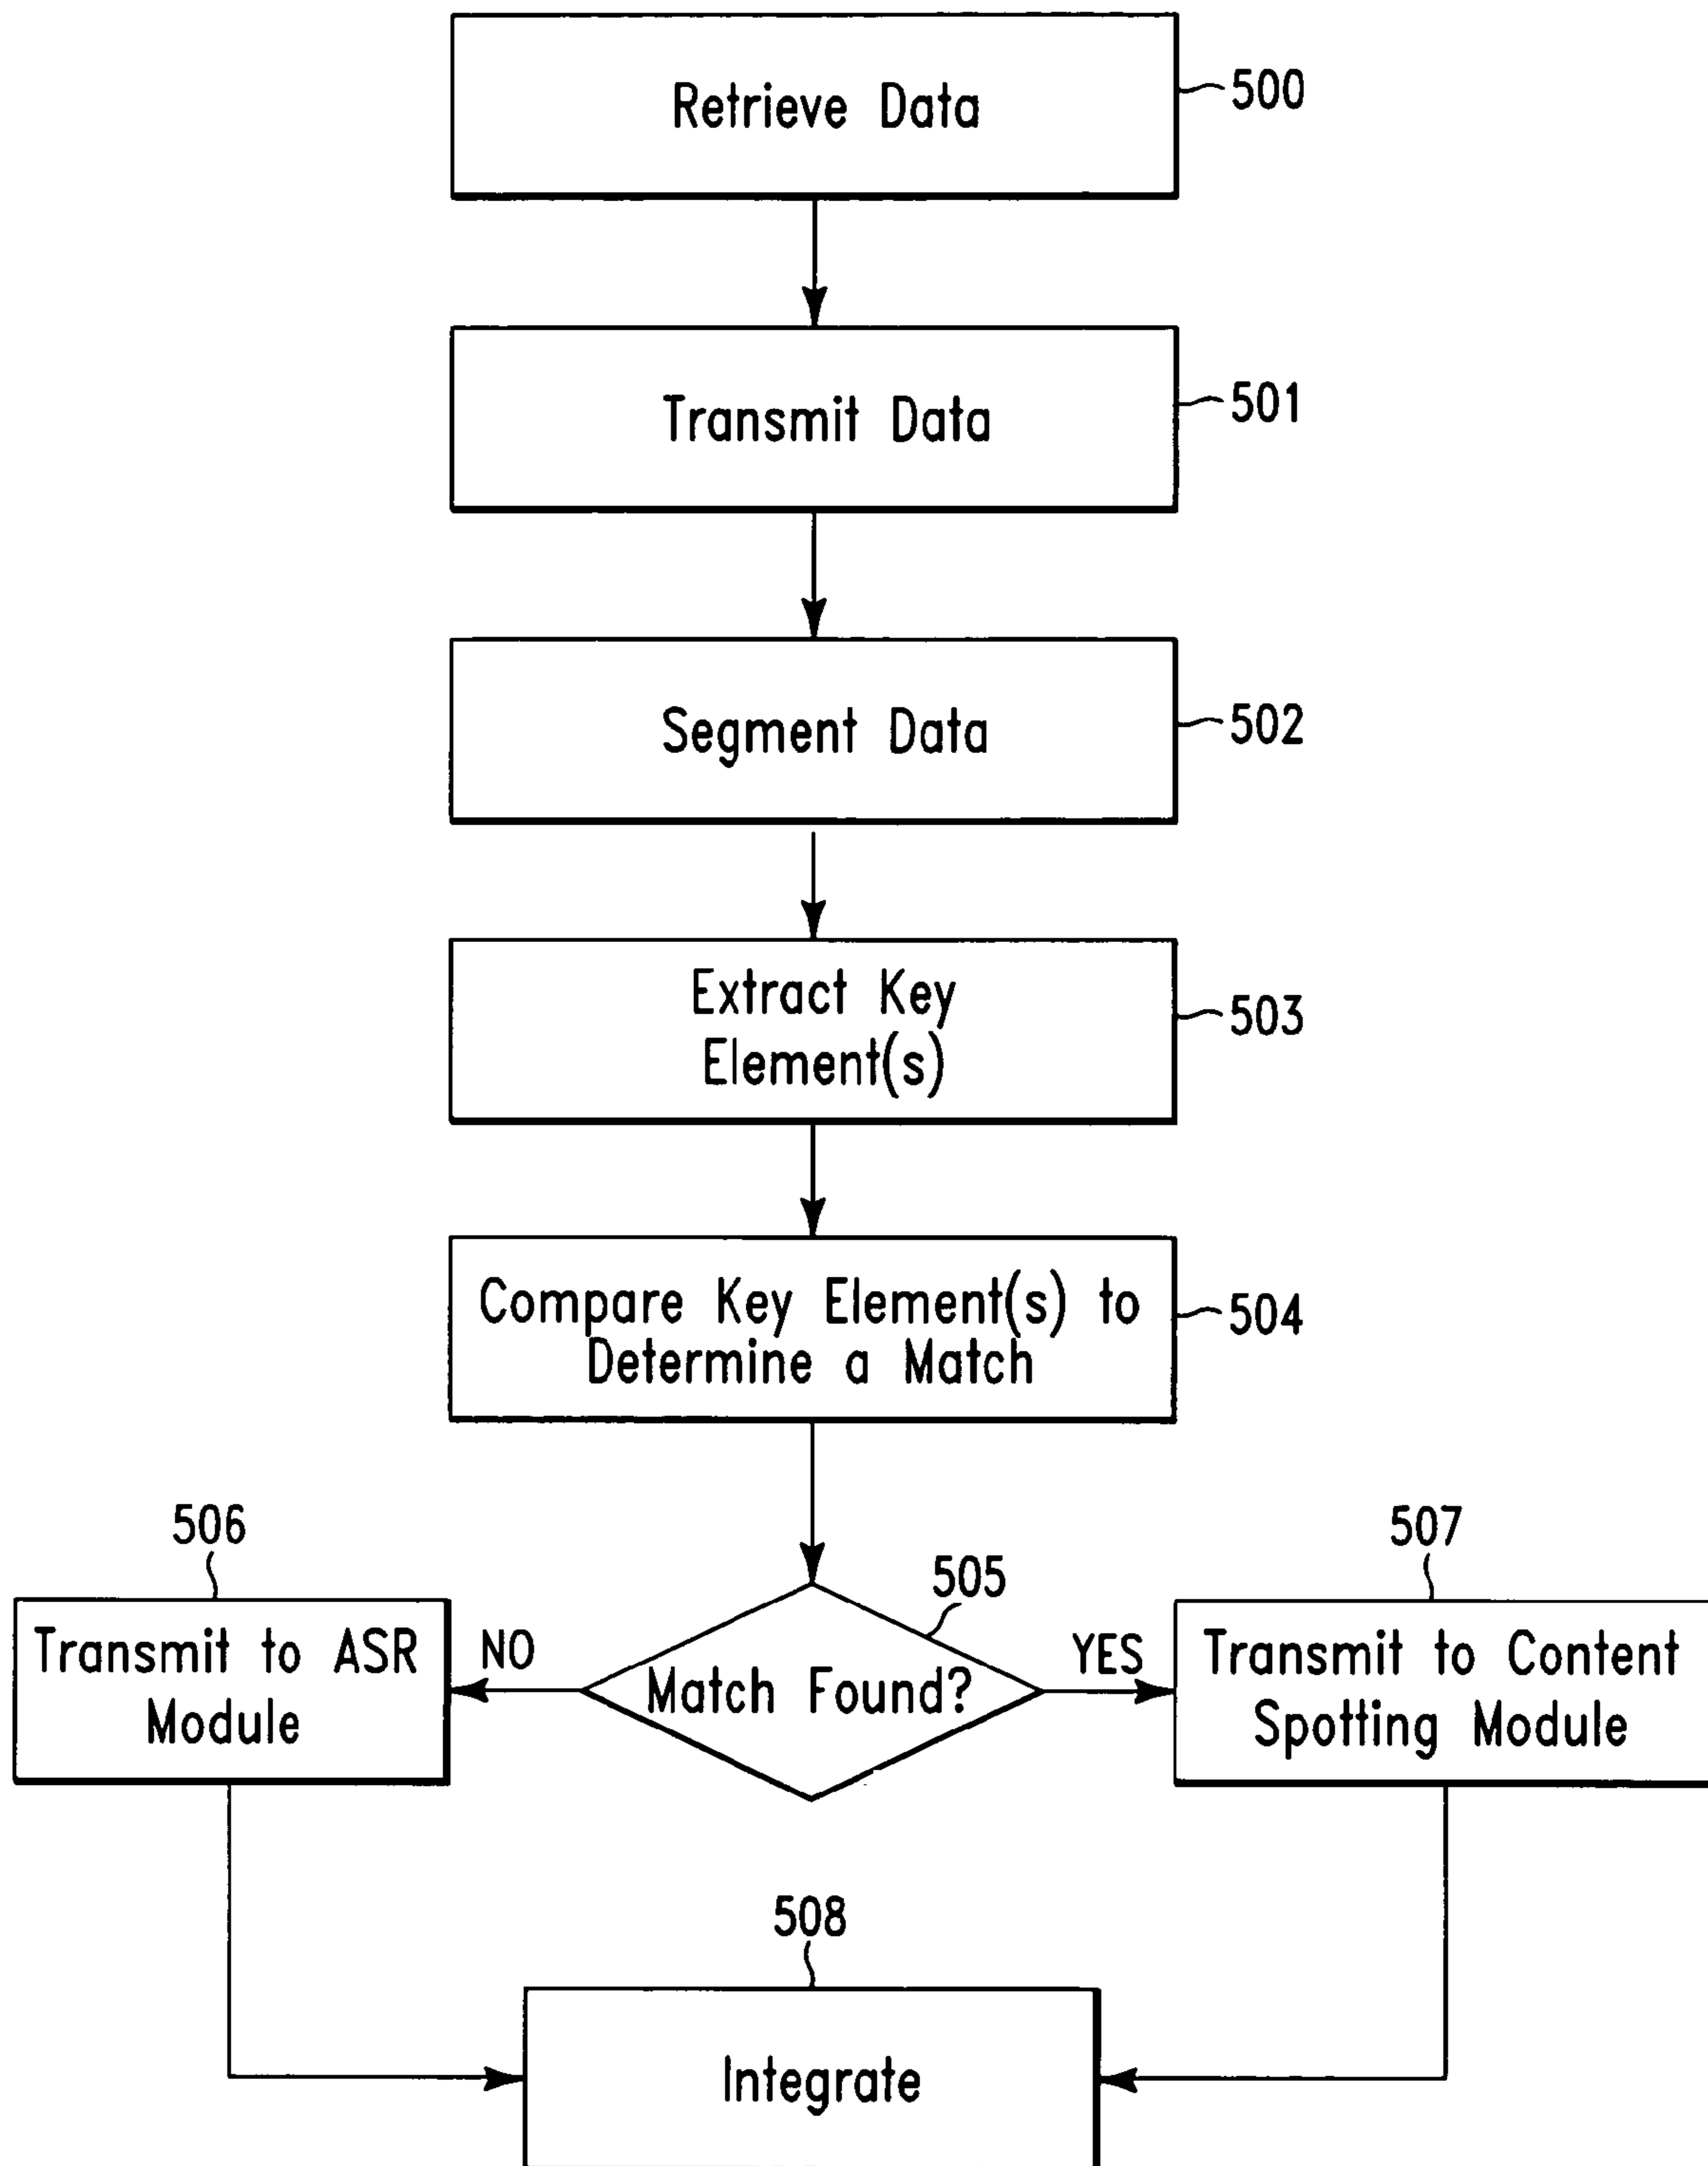 Retrieve Data
500
Transmit Data
501
Segment Data
502
Extract Key
Element(s)
503
Compare Key Element(s) to
Determine a Match
504
505
Match Found?
NO
YES
506
Transmit to ASR
Module
507
Transmit to Content
Spotting Module
508
Integrate